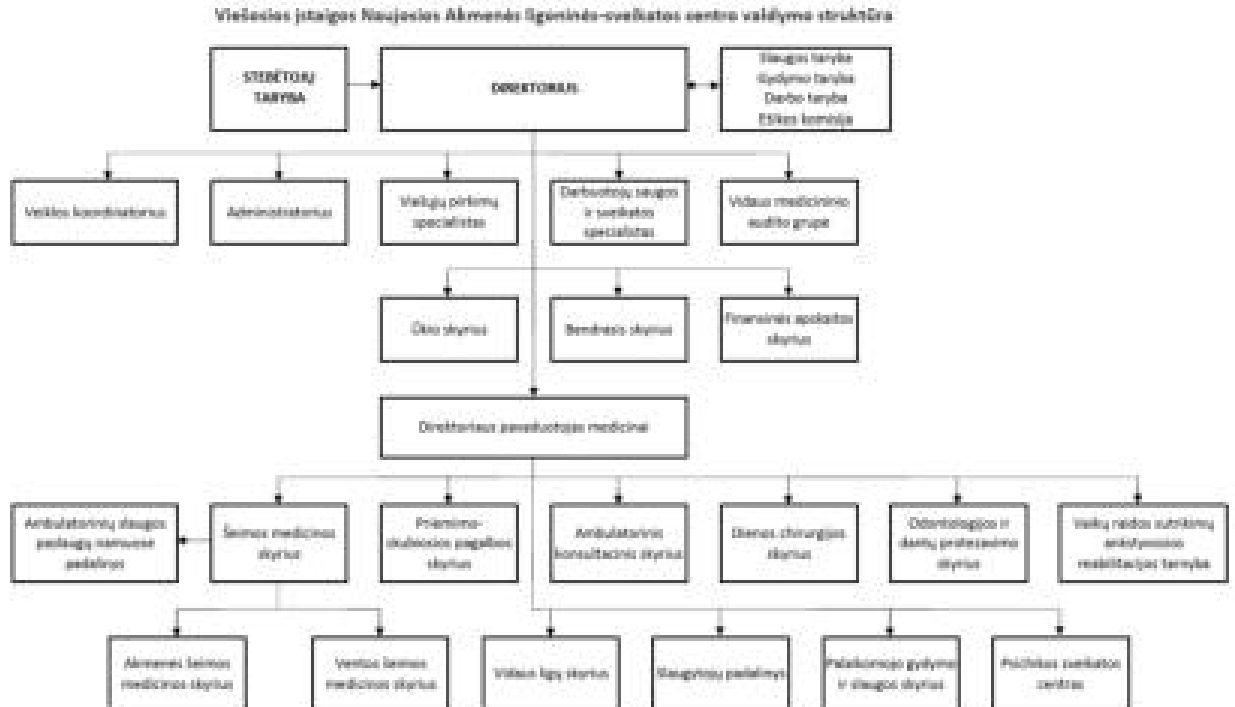 Viešosios įstaigos Naujosios Akmenės ligoninės-sveikatos centro valdymo struktūra
STEBĖTOJŲ
TARYBA
DIREKTORIUS
Slaugos taryba
Gydymo taryba
Darbo taryba
Etikos komisija
Veiklos koordinatorius
Administratorius
Viešųjų pirkimų
specialistas
Darbuotojų saugos
ir sveikatos
specialistas
Vidaus medicininio
audito grupė
Ūkio skyrius
Bendrasis skyrius
Finansinės apskaitos
skyrius
Direktoriaus pavaduotojas medicinai
Ambulatorinių slaugos
paslaugų namuose
padalinys
Šeimos medicinos
skyrius
Priėmimo-
skubiosios pagalbos
skyrius
Ambulatorinis
konsultacinis skyrius
Dienos chirurgijos
skyrius
Odontologijos ir
dantų protezavimo
skyrius
Vaikų raidos sutrikimų
ankstyvosios
reabilitacijos tarnyba
Akmenės šeimos
medicinos skyrius
Ventos šeimos
medicinos skyrius
Vidaus ligų skyrius
Slaugytojų padalinys
Palaikomojo gydymo
ir slaugos skyrius
Psichikos sveikatos
centras